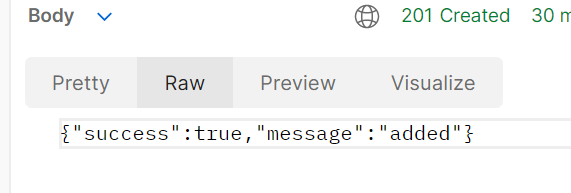 Body 201 Created 30 m
Pretty Raw Preview Visualize
{"success":true,"message":"added"}